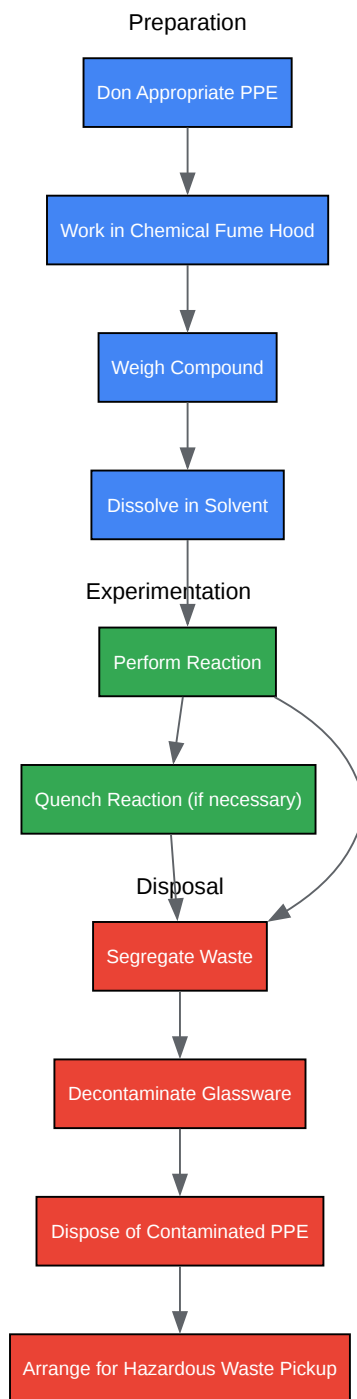 Preparation
Don Appropriate PPE
Work in Chemical Fume Hood
Weigh Compound
Dissolve in Solvent
Experimentation
Perform Reaction
Quench Reaction (if necessary)
Disposal
Segregate Waste
Decontaminate Glassware
Dispose of Contaminated PPE
Arrange for Hazardous Waste Pickup